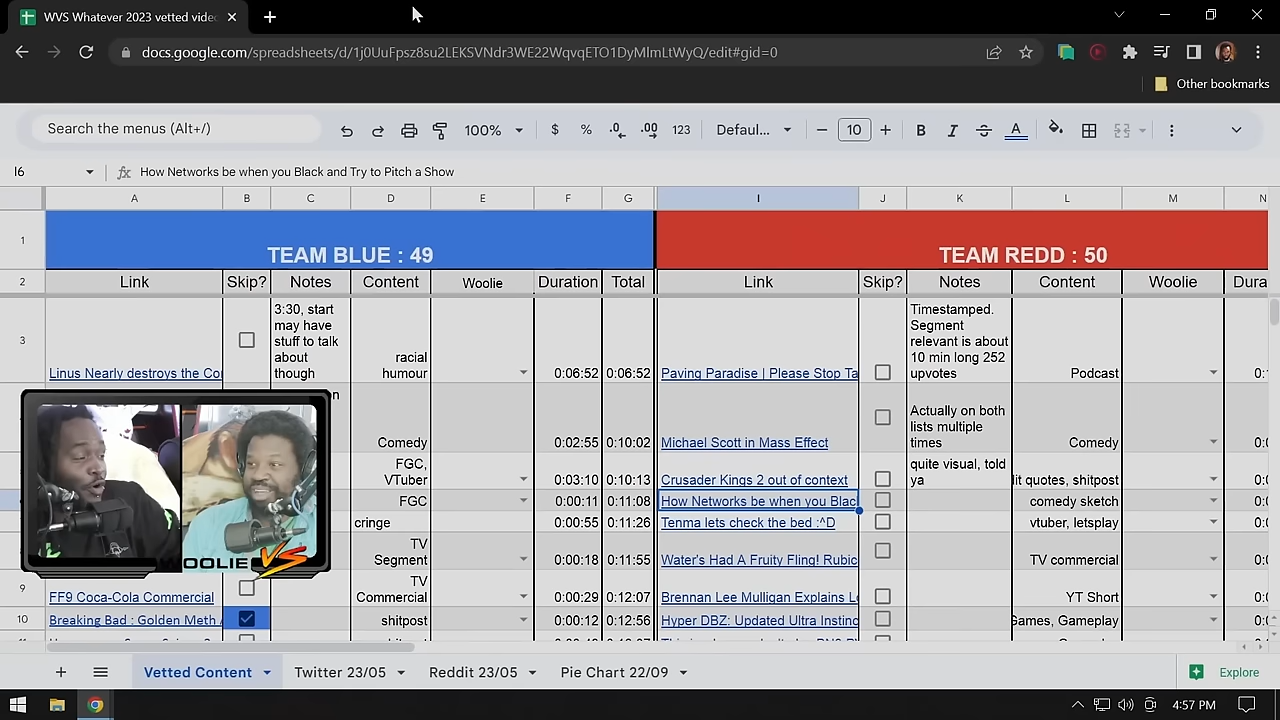 WVS Whatever 2023 vetted vide
docs.google.com/spreadsheets/d/1j0UuFpsz8su2LEKSVNdr3WE22WqvqETO1DyMlmLtWyQ/edit#gid=0
Other bookmarks
Search the menus (Alt+/)
100%
$ % .0 .00 123
Defaul...
10
B I S A
I6
fx How Networks be when you Black and Try to Pitch a Show
A B C D E F G I J K L M N
1 TEAM BLUE : 49 TEAM REDD : 50
2 Link Skip? Notes Content Woolie Duration Total Link Skip? Notes Content Woolie Dura
3 Linus Nearly destroys the Co
3:30, start
may have
stuff to talk
about
though
racial
humour
0:06:52 0:06:52
Paving Paradise | Please Stop Ta
Timestamped.
Segment
relevant is about
10 min long 252
upvotes
Podcast
Comedy
0:02:55 0:10:02
Michael Scott in Mass Effect
Actually on both
lists multiple
times
Comedy
FGC,
VTuber
0:03:10 0:10:13
Crusader Kings 2 out of context
quite visual, told
ya
lit quotes, shitpost
FGC 0:00:11 0:11:08 How Networks be when you Blac comedy sketch
cringe 0:00:55 0:11:26 Tenma lets check the bed :^D vtuber, letsplay
TV
Segment
0:00:18 0:11:55
Water's Had A Fruity Fling! Rubic
TV commercial
9 FF9 Coca-Cola Commercial
TV
Commercial
0:00:29 0:12:07
Brennan Lee Mulligan Explains L
YT Short
10 Breaking Bad : Golden Meth shitpost 0:00:12 0:12:56 Hyper DBZ: Updated Ultra Instinc Games, Gameplay
11
WOOLIE VS
Vetted Content
Twitter 23/05
Reddit 23/05
Pie Chart 22/09
Explore
4:57 PM